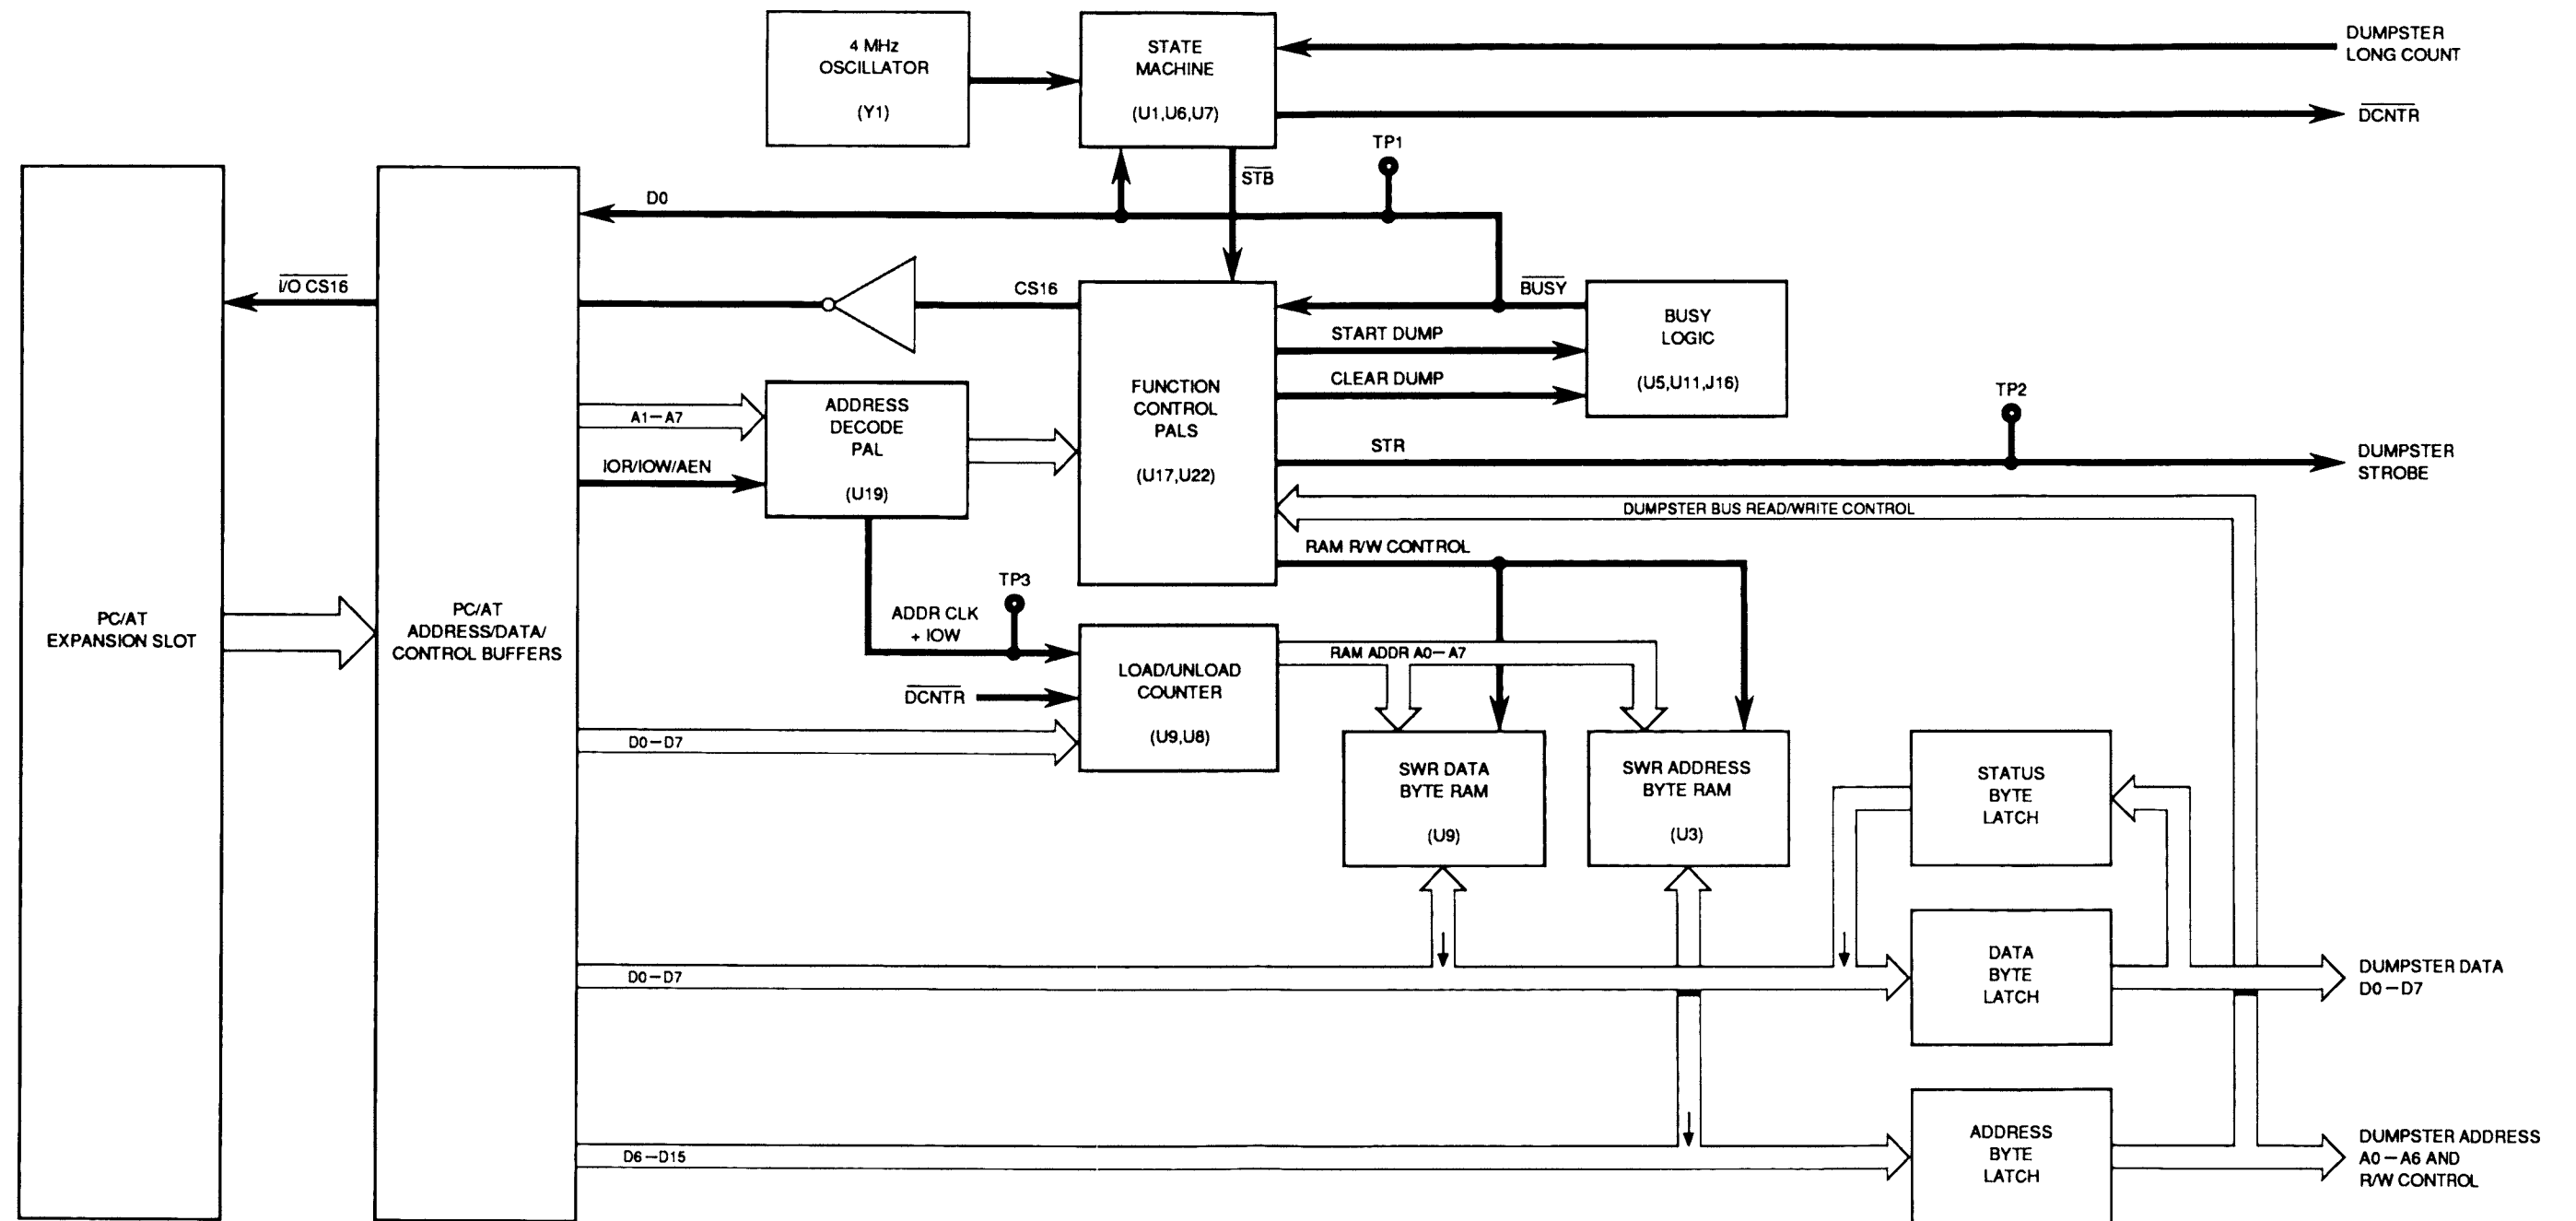 4 MHz
OSCILLATOR
(Y1)
STATE
MACHINE
(U1,U6,U7)
DUMPSTER
LONG COUNT
DCNTR
TP1
STB
D0
I/O CS16
CS16
BUSY
START DUMP
CLEAR DUMP
BUSY
LOGIC
(U5,U11,J16)
FUNCTION
CONTROL
PALS
(U17,U22)
A1–A7
IOR/IOW/AEN
ADDRESS
DECODE
PAL
(U19)
TP2
STR
DUMPSTER
STROBE
DUMPSTER BUS READ/WRITE CONTROL
RAM R/W CONTROL
PC/AT
EXPANSION SLOT
PC/AT
ADDRESS/DATA/
CONTROL BUFFERS
TP3
ADDR CLK
+ IOW
DCNTR
D0–D7
LOAD/UNLOAD
COUNTER
(U9,U8)
RAM ADDR A0–A7
SWR DATA
BYTE RAM
(U9)
SWR ADDRESS
BYTE RAM
(U3)
STATUS
BYTE
LATCH
D0–D7
DATA
BYTE
LATCH
DUMPSTER DATA
D0–D7
D6–D15
ADDRESS
BYTE
LATCH
DUMPSTER ADDRESS
A0–A6 AND
R/W CONTROL